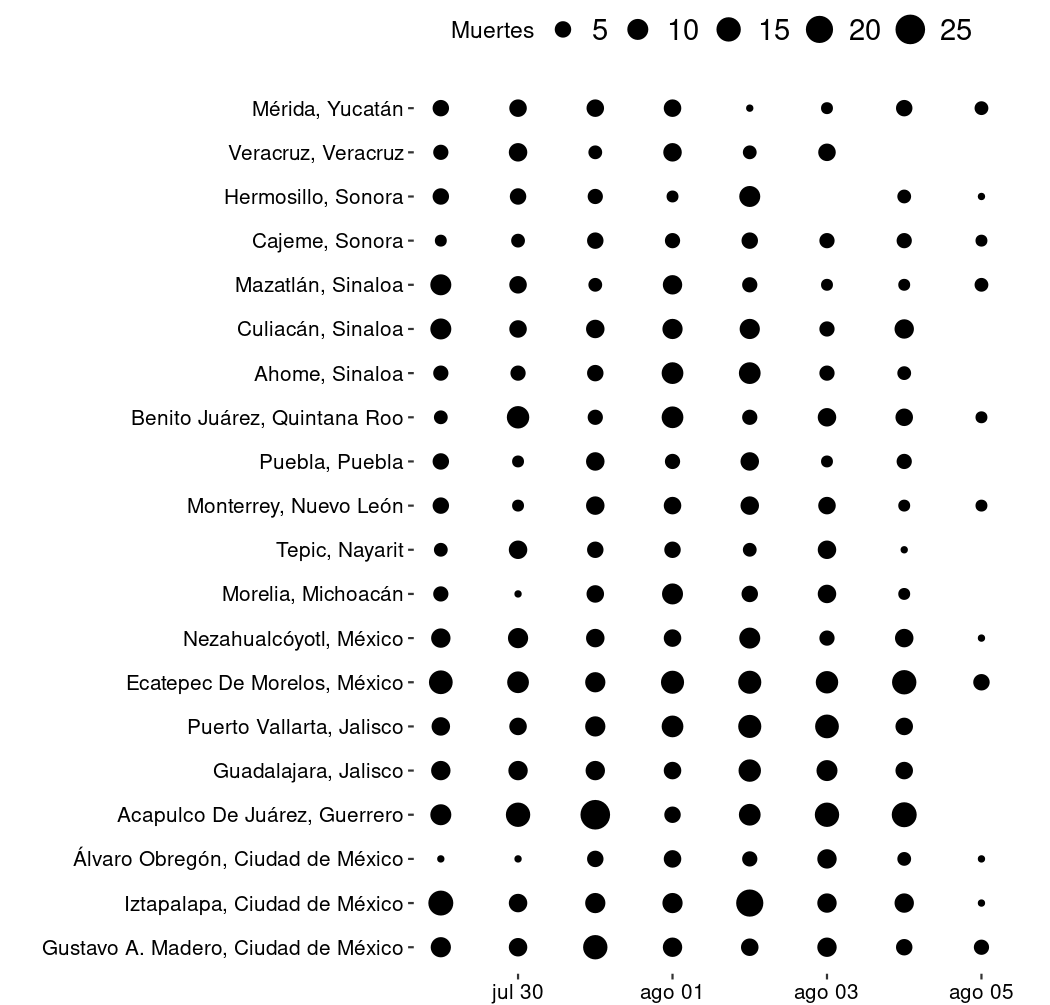 Muertes 5 10 15 20 25
Mérida, Yucatán
Veracruz, Veracruz
Hermosillo, Sonora
Cajeme, Sonora
Mazatlán, Sinaloa
Culiacán, Sinaloa
Ahome, Sinaloa
Benito Juárez, Quintana Roo
Puebla, Puebla
Monterrey, Nuevo León
Tepic, Nayarit
Morelia, Michoacán
Nezahualcóyotl, México
Ecatepec De Morelos, México
Puerto Vallarta, Jalisco
Guadalajara, Jalisco
Acapulco De Juárez, Guerrero
Álvaro Obregón, Ciudad de México
Iztapalapa, Ciudad de México
Gustavo A. Madero, Ciudad de México
jul 30 ago 01 ago 03 ago 05